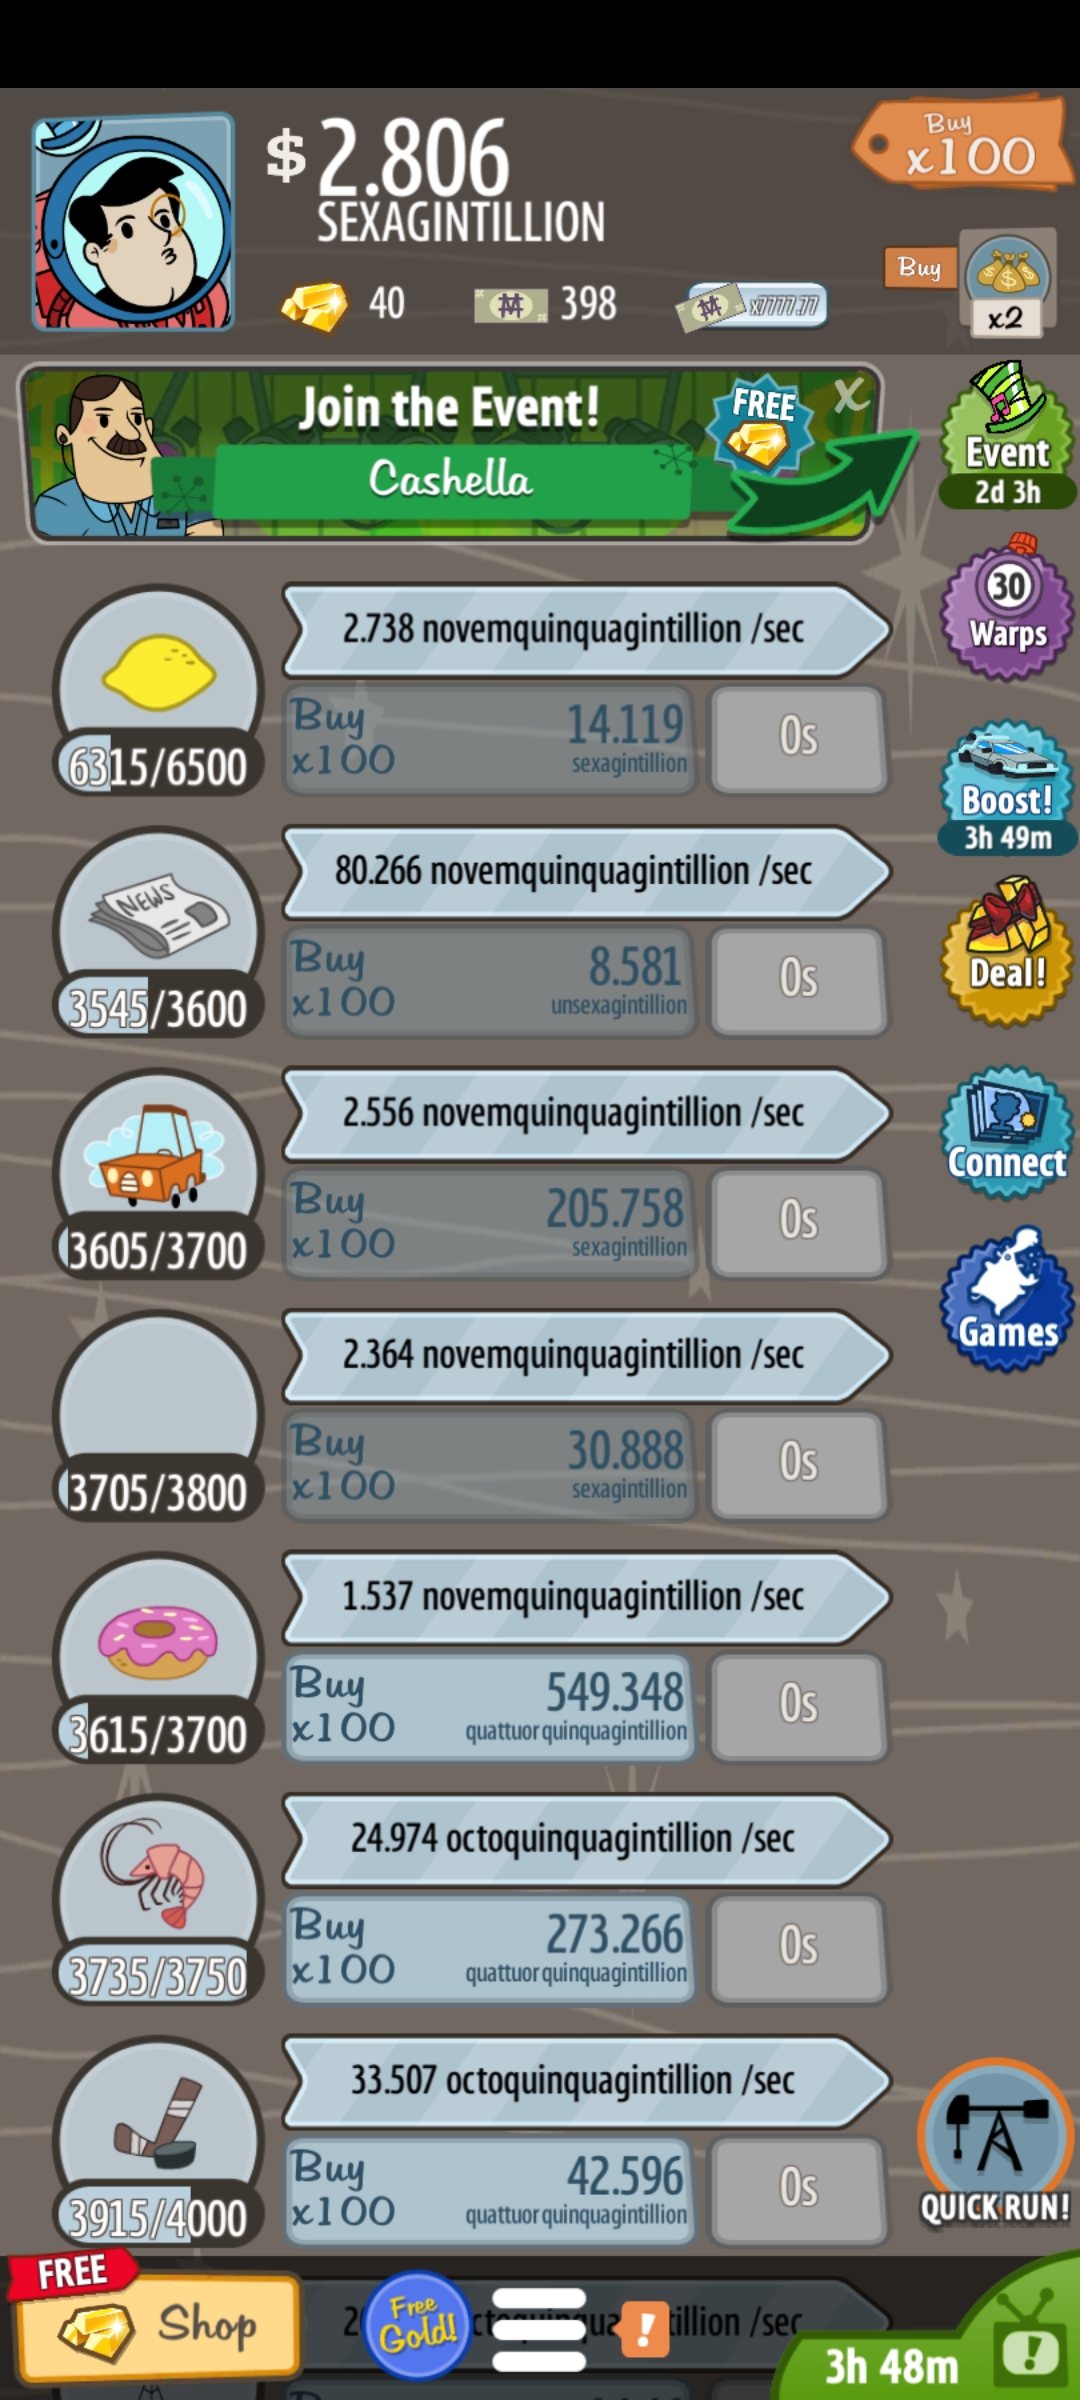 $ 2.806
SEXAGINTILLION
Buy
x100
40
398
x7777.77
Buy
x2
Join the Event!
Cashella
FREE
X
Event
2d 3h
30
Warps
2.738 novemquinquagintillion /sec
Buy
x100
14.119
sexagintillion
0s
6315/6500
Boost!
3h 49m
NEWS
80.266 novemquinquagintillion /sec
Buy
x100
8.581
unsexagintillion
0s
3545/3600
Deal!
2.556 novemquinquagintillion /sec
Buy
x100
205.758
sexagintillion
0s
3605/3700
Connect
2.364 novemquinquagintillion /sec
Buy
x100
30.888
sexagintillion
0s
3705/3800
Games
1.537 novemquinquagintillion /sec
Buy
x100
549.348
quattuorquinquagintillion
0s
3615/3700
24.974 octoquinquagintillion /sec
Buy
x100
273.266
quattuorquinquagintillion
0s
3735/3750
33.507 octoquinquagintillion /sec
Buy
x100
42.596
quattuorquinquagintillion
0s
3915/4000
QUICK RUN!
FREE
Shop
Free
Gold!
!
/sec
3h 48m
!